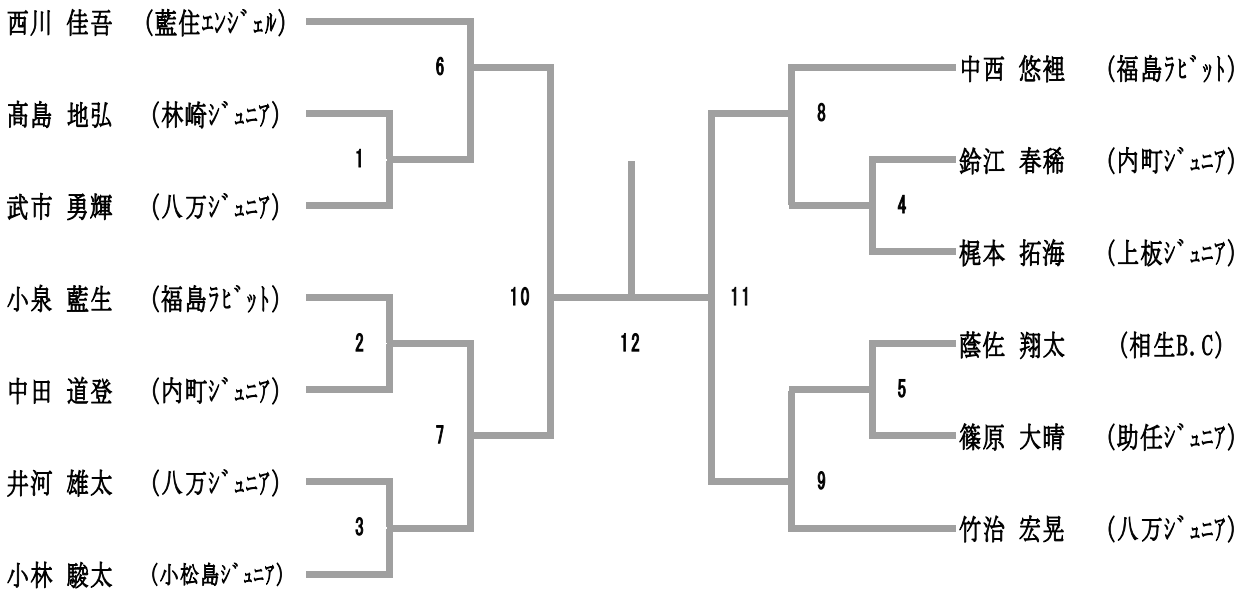 西川 佳吾 (藍住ｴﾝｼﾞｪﾙ)
髙島 地弘 (林崎ｼﾞｭﾆｱ)
武市 勇輝 (八万ｼﾞｭﾆｱ)
小泉 藍生 (福島ﾗﾋﾞｯﾄ)
中田 道登 (内町ｼﾞｭﾆｱ)
井河 雄太 (八万ｼﾞｭﾆｱ)
小林 駿太 (小松島ｼﾞｭﾆｱ)
6
1
2
7
3
10
12
11
8
4
5
9
中西 悠裡 (福島ﾗﾋﾞｯﾄ)
鈴江 春稀 (内町ｼﾞｭﾆｱ)
梶本 拓海 (上板ｼﾞｭﾆｱ)
蔭佐 翔太 (相生B.C)
篠原 大晴 (助任ｼﾞｭﾆｱ)
竹治 宏晃 (八万ｼﾞｭﾆｱ)